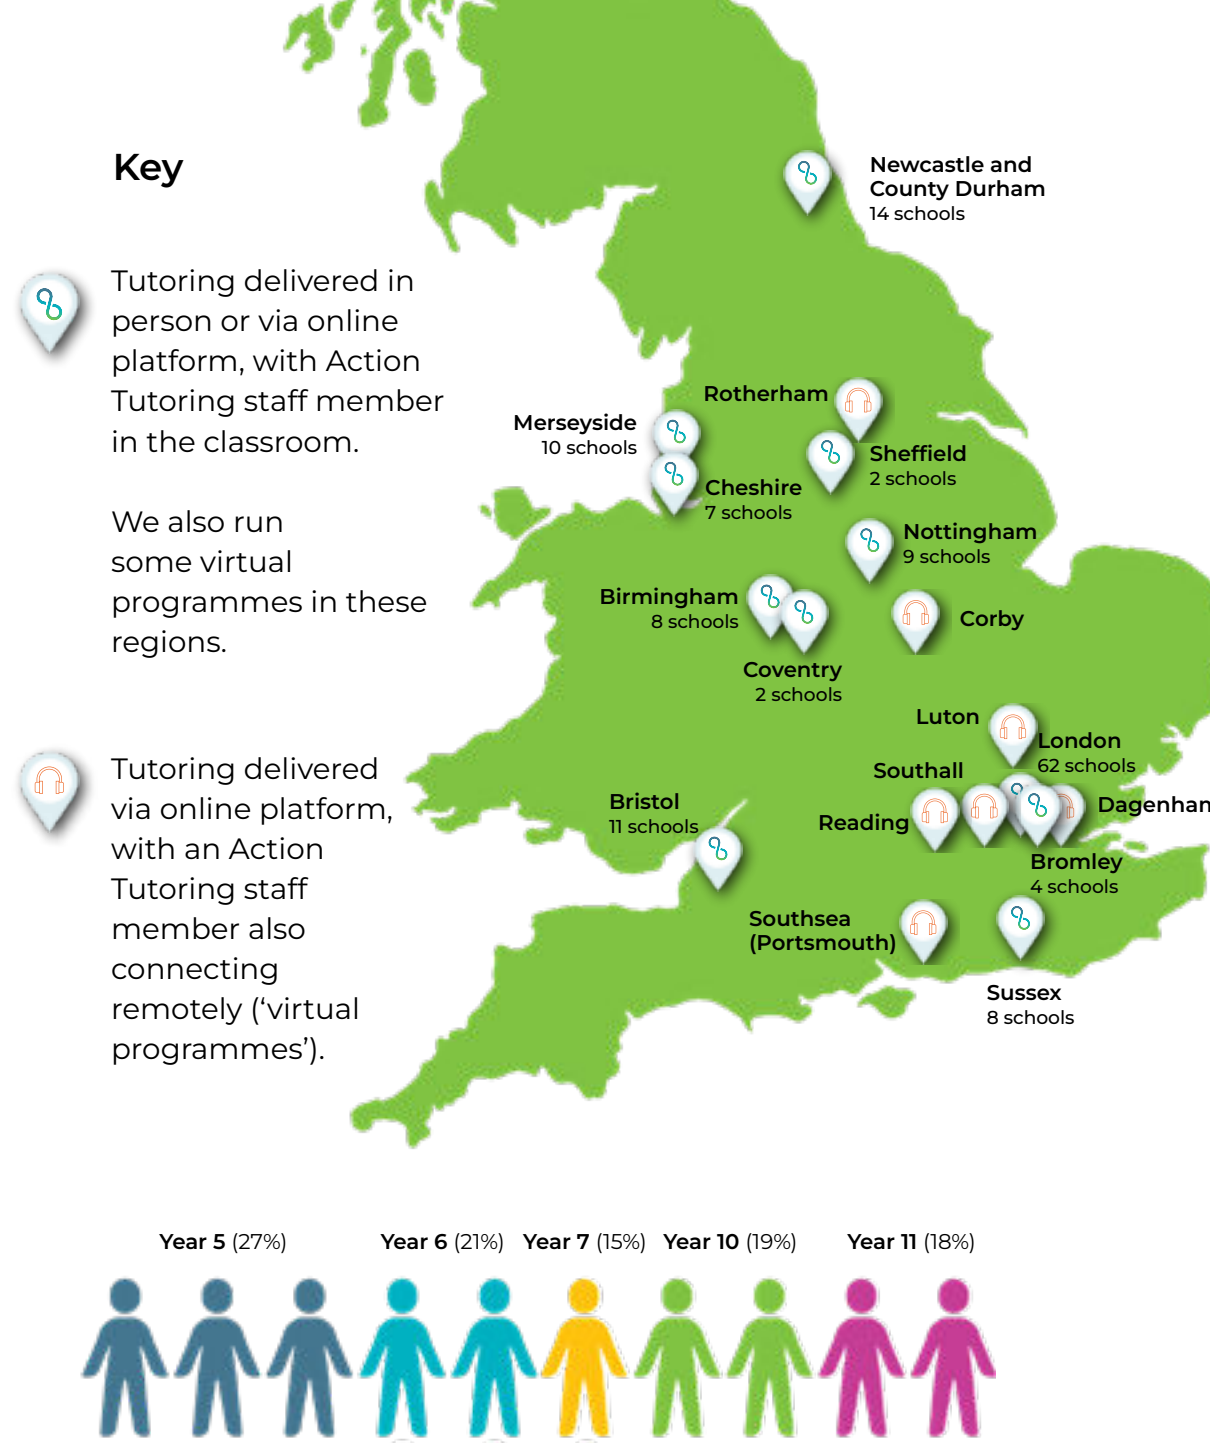 Key
Tutoring delivered in
person or via online
platform, with Action
Tutoring staff member
in the classroom.
We also run
some virtual
programmes in these
regions.
Tutoring delivered
via online platform,
with an Action
Tutoring staff
member also
connecting
remotely (‘virtual
programmes’).
Newcastle and
County Durham
14 schools
Rotherham
Merseyside
10 schools
Sheffield
2 schools
Cheshire
7 schools
Nottingham
9 schools
Birmingham
8 schools
Corby
Coventry
2 schools
Luton
London
62 schools
Southall
Bristol
11 schools
Dagenham
Reading
Bromley
4 schools
Southsea
(Portsmouth)
Sussex
8 schools
Year 5 (27%)
Year 6 (21%)
Year 7 (15%)
Year 10 (19%)
Year 11 (18%)